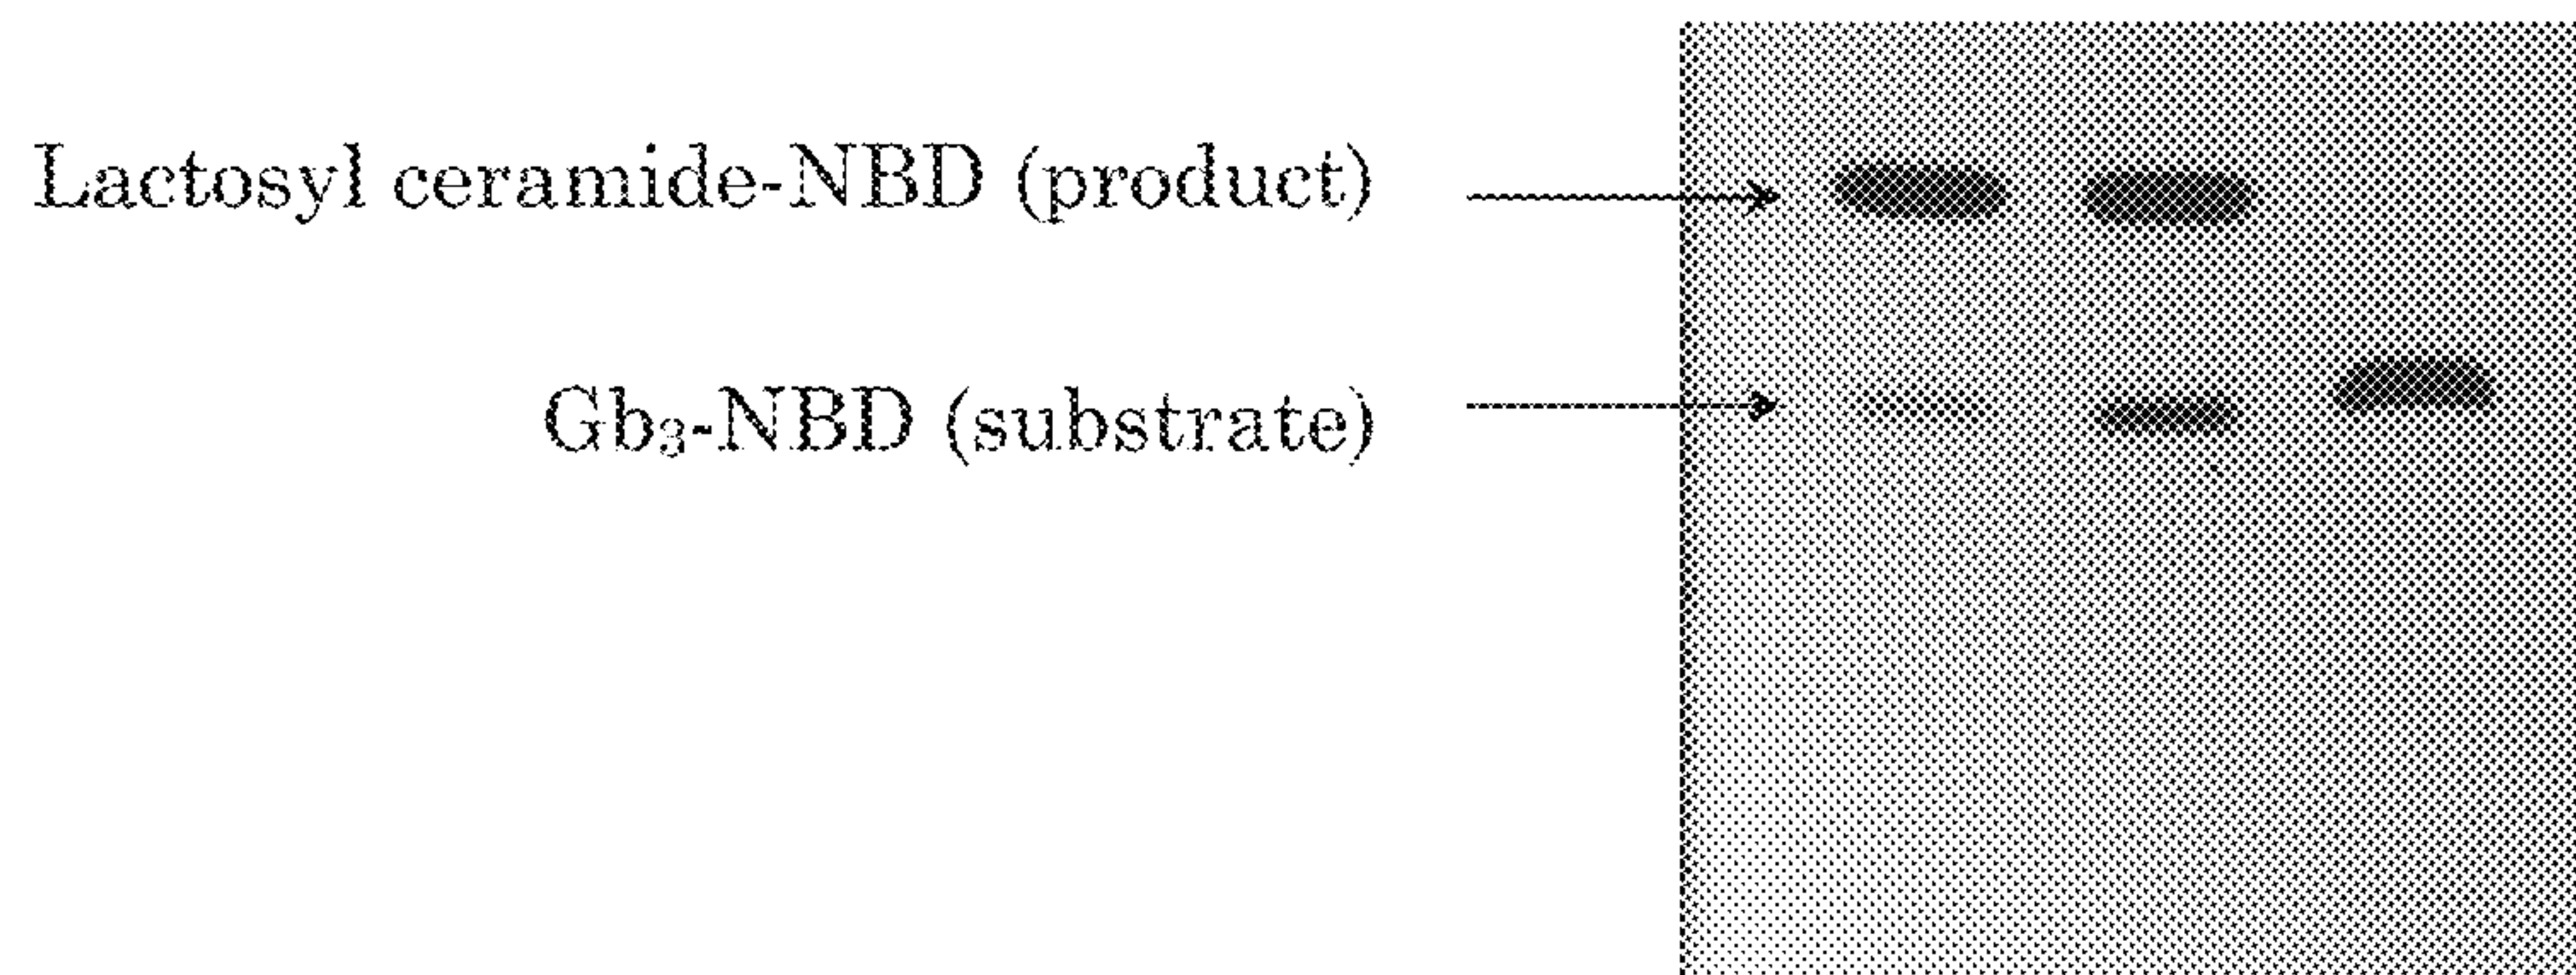 Lactosyl ceramide-NBD (product)
Gb₃-NBD (substrate)